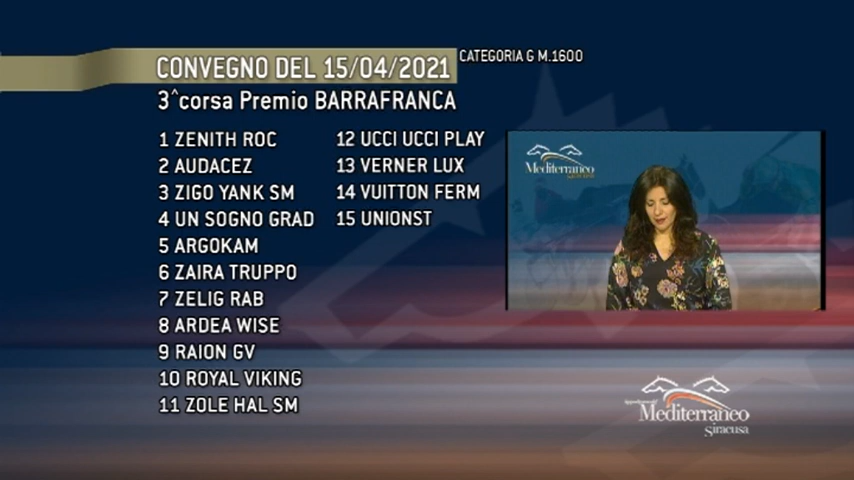 CONVEGNO DEL 15/04/2021
CATEGORIA G M.1600
3^corsa Premio BARRAFRANCA
1 ZENITH ROC
2 AUDACEZ
3 ZIGO YANK SM
4 UN SOGNO GRAD
5 ARGOKAM
6 ZAIRA TRUPPO
7 ZELIG RAB
8 ARDEA WISE
9 RAION GV
10 ROYAL VIKING
11 ZOLE HAL SM
12 UCCI UCCI PLAY
13 VERNER LUX
14 VUITTON FERM
15 UNIONST
Mediterraneo
Mediterraneo
Siracusa